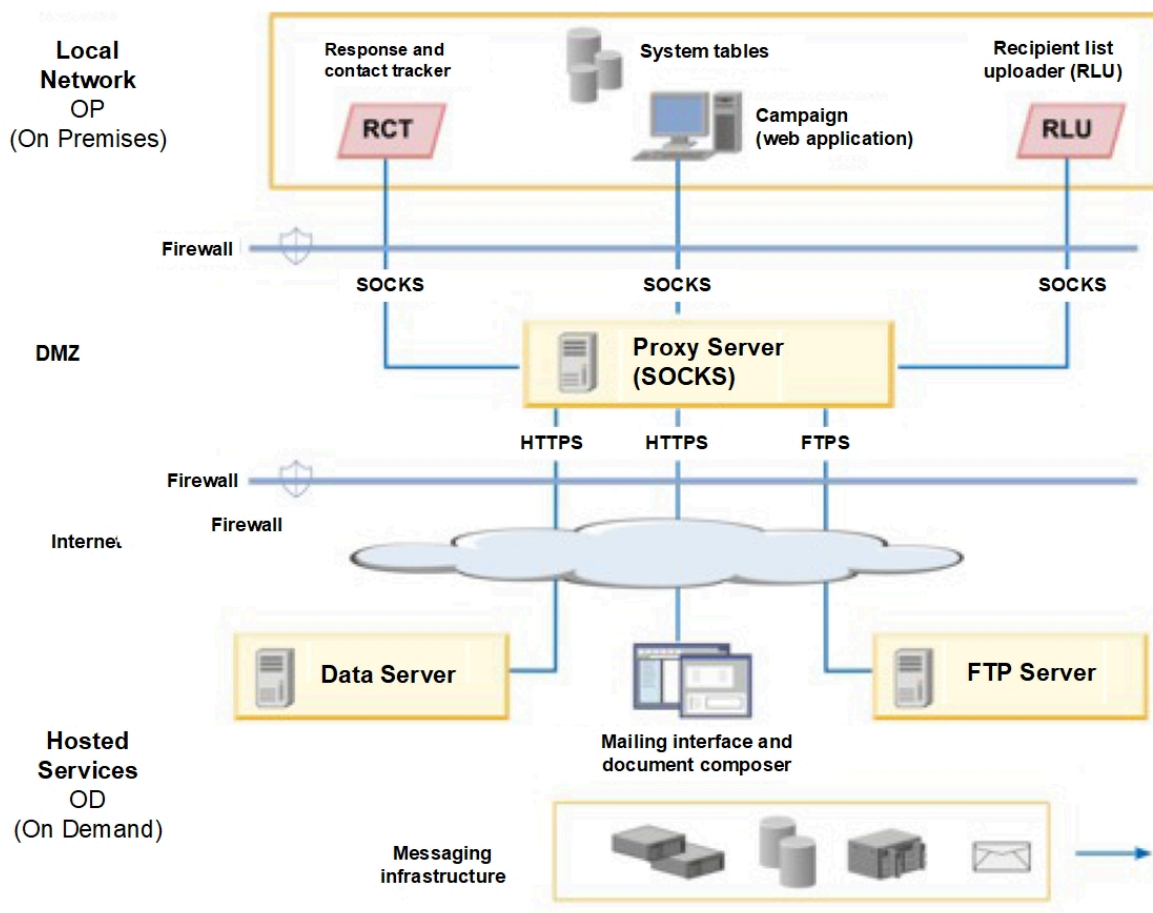 Local
Network
OP
(On Premises)
Response and
contact tracker
System tables
Recipient list
uploader (RLU)
RCT
Campaign
(web application)
RLU
Firewall
SOCKS
SOCKS
SOCKS
DMZ
Proxy Server
(SOCKS)
HTTPS
HTTPS
FTPS
Firewall
Firewall
Internet
Data Server
FTP Server
Mailing interface and
document composer
Hosted
Services
OD
(On Demand)
Messaging
infrastructure